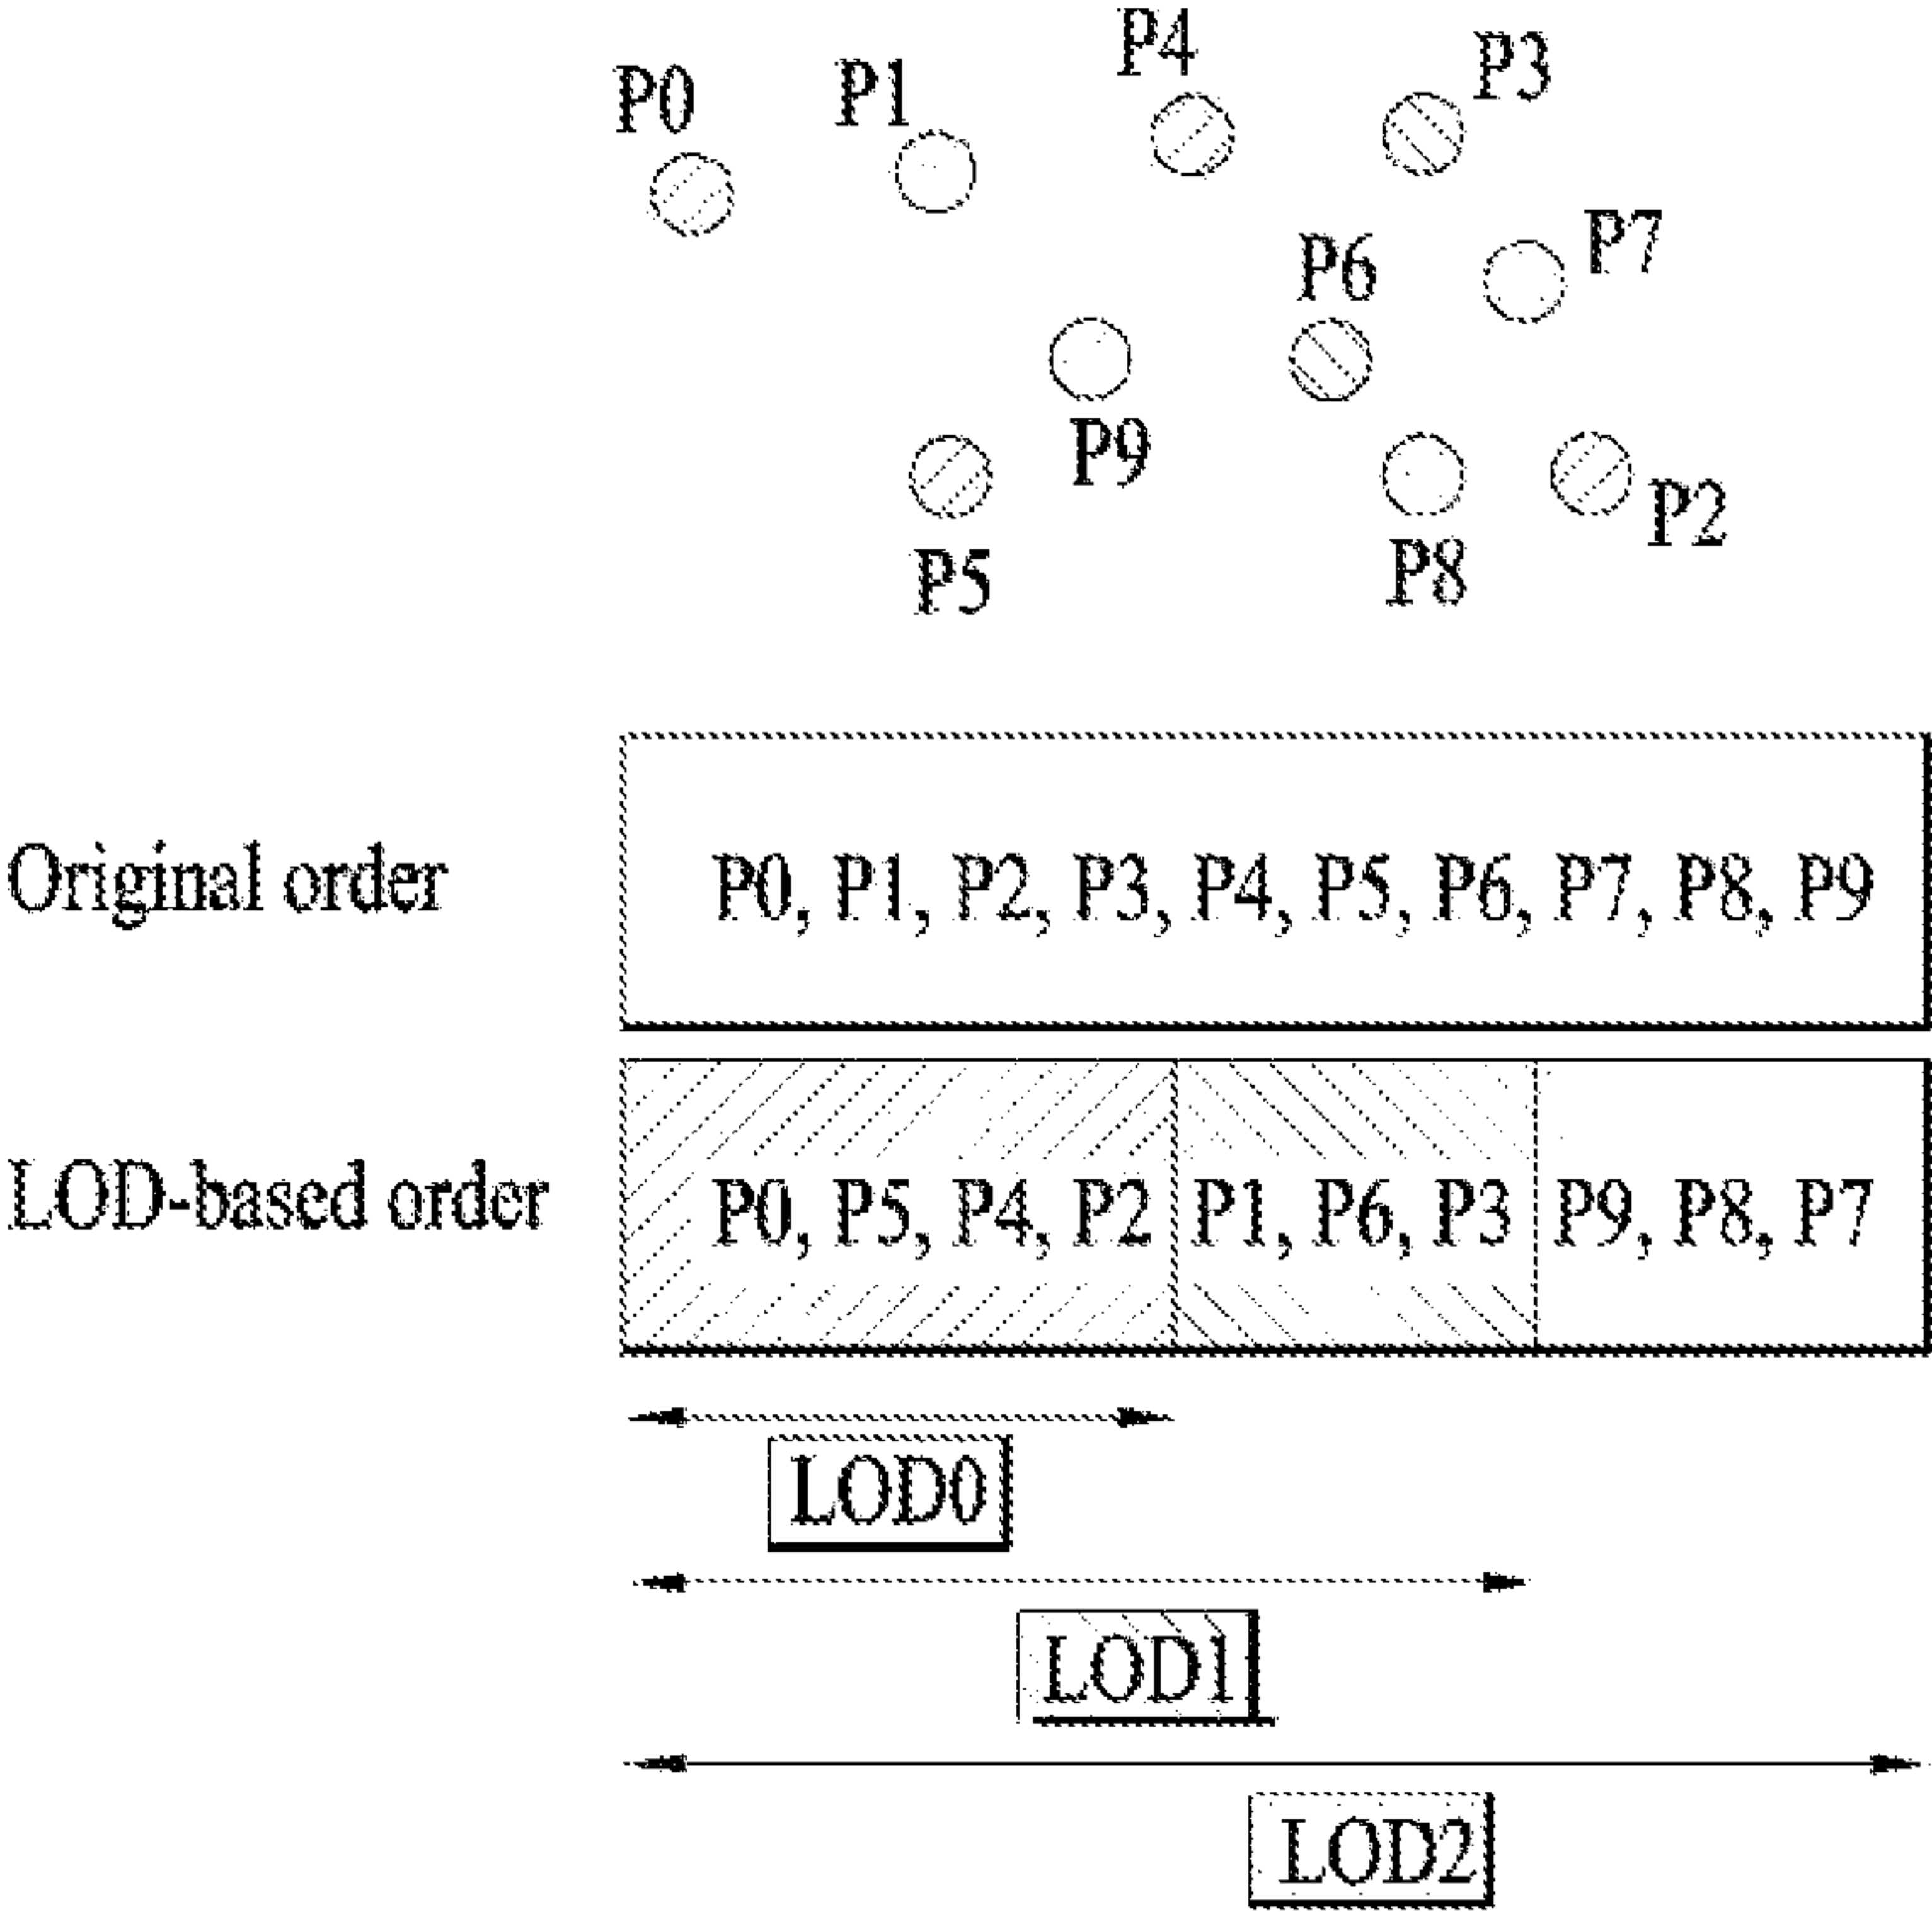 P4
P3
P0
P1
P7
P6
P9
P2
P5
P8
Original order
P0, P1, P2, P3, P4, P5, P6, P7, P8, P9
LOD-based order
P0, P5, P4, P2, P1, P6, P3, P9, P8, P7
LOD0
LOD1
LOD2